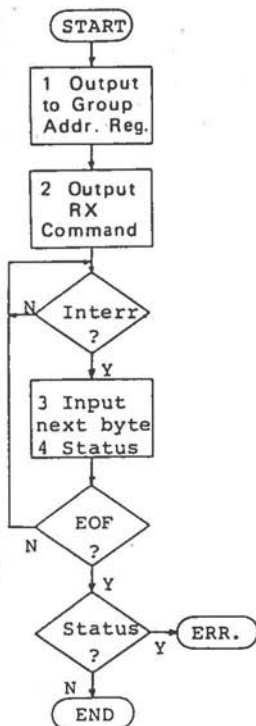 START
1 Output
to Group
Addr. Reg.
2 Output
RX
Command
N
Interr
?
Y
3 Input
next byte
4 Status
EOF
N
?
Y
Status
?
Y
ERR.
N
END